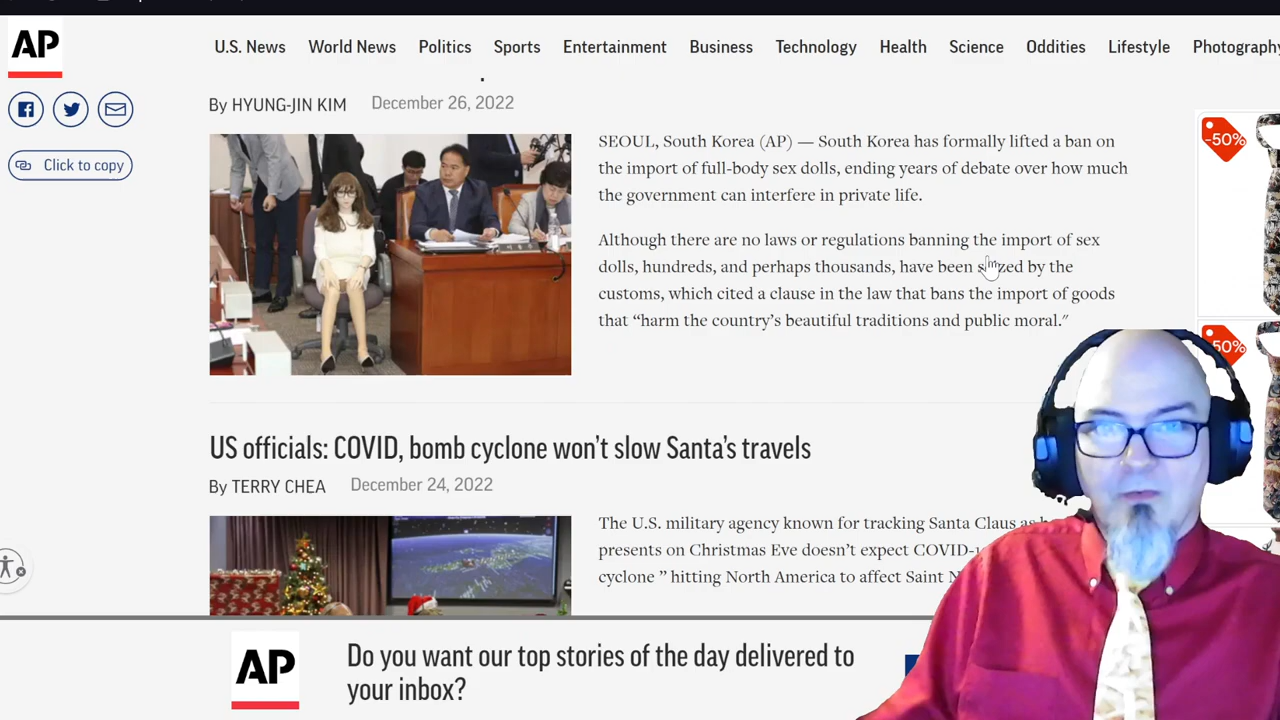 AP
U.S. News World News Politics Sports Entertainment Business Technology Health Science Oddities Lifestyle Photography
By HYUNG-JIN KIM December 26, 2022
Click to copy
SEOUL, South Korea (AP) — South Korea has formally lifted a ban on
the import of full-body sex dolls, ending years of debate over how much
the government can interfere in private life.
Although there are no laws or regulations banning the import of sex
dolls, hundreds, and perhaps thousands, have been seized by the
customs, which cited a clause in the law that bans the import of goods
that “harm the country’s beautiful traditions and public moral.”
-50%
50%
US officials: COVID, bomb cyclone won’t slow Santa’s travels
By TERRY CHEA December 24, 2022
The U.S. military agency known for tracking Santa Claus as
presents on Christmas Eve doesn’t expect
cyclone ” hitting North America to affect Saint
AP
Do you want our top stories of the day delivered to
your inbox?